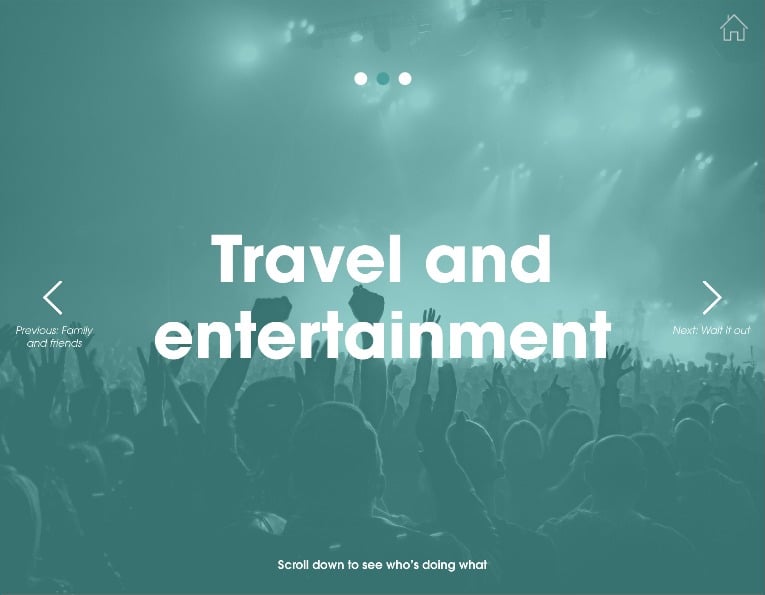 Travel and
entertainment
Previous: Family
and friends
Next: Wait it out
Scroll down to see who's doing what